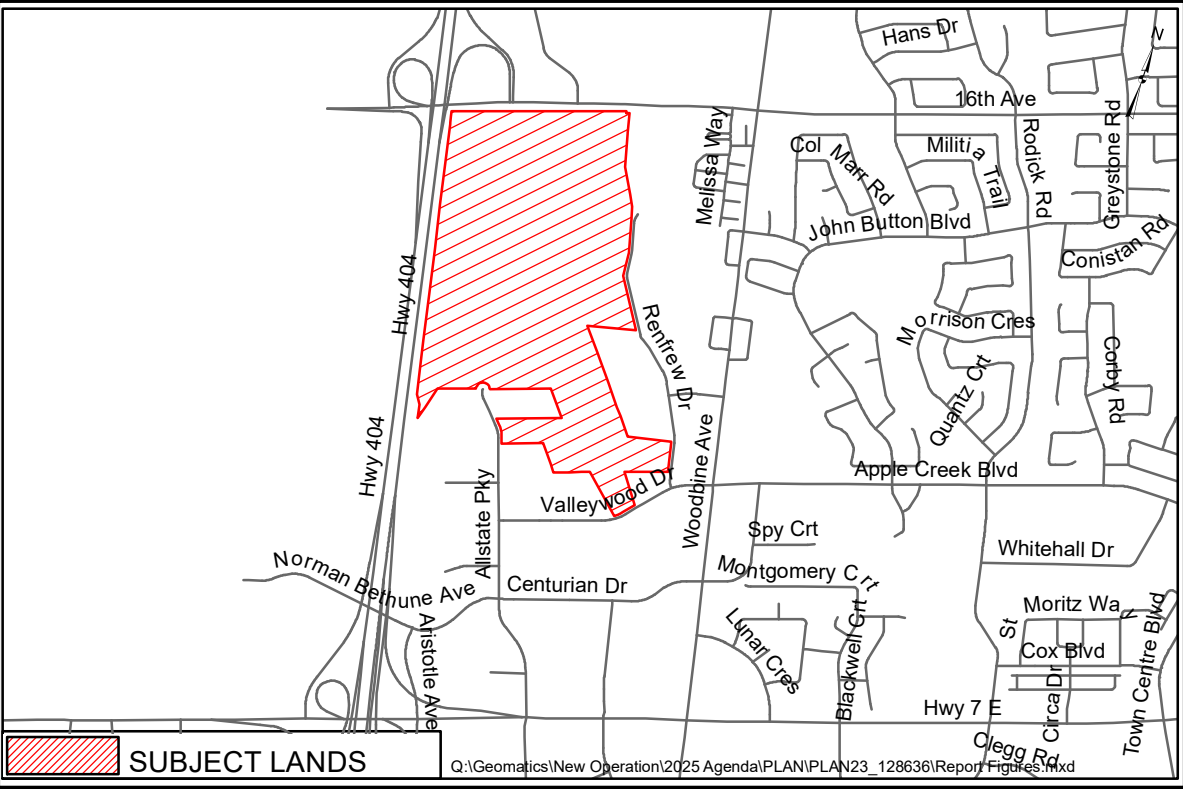 Hans Dr
N
16th Ave
Melissa Way
Col Marr Rd
Militia Trail
Rodick Rd
Greystone Rd
John Button Blvd
Conistan Rd
Hwy 404
Renfrew Dr
Morrison Cres
Corby Rd
Quantz Crt
Hwy 404
Woodbine Ave
Apple Creek Blvd
Allstate Pky
Valleywood Dr
Spy Crt
Whitehall Dr
Norman Bethune Ave
Centurian Dr
Montgomery Crt
Moritz Way
Aristotle Ave
Lunar Cres
Blackwell Crt
St
Cox Blvd
Circa Dr
Town Centre Blvd
Hwy 7 E
Clegg Rd
SUBJECT LANDS
Q:\Geomatics\New Operation\2025 Agenda\PLAN\PLAN23_128636\Report Figures.mxd